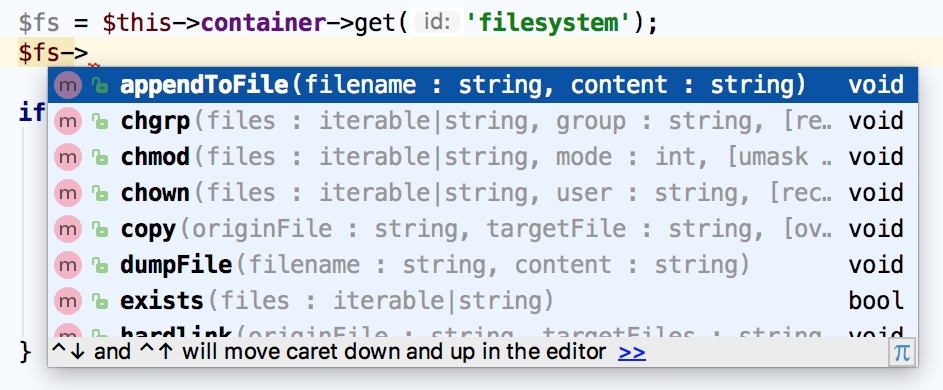 $fs = $this->container->get( id: 'filesystem');
$fs->
m appendToFile(filename : string, content : string) void
if
m chgrp(files : iterable|string, group : string, [re… void
m chmod(files : iterable|string, mode : int, [umask … void
m chown(files : iterable|string, user : string, [rec… void
m copy(originFile : string, targetFile : string, [ov… void
m dumpFile(filename : string, content : string) void
m exists(files : iterable|string) bool
m hardlink(originFile : string, targetFiles : string void
}
^↓ and ^↑ will move caret down and up in the editor >> π